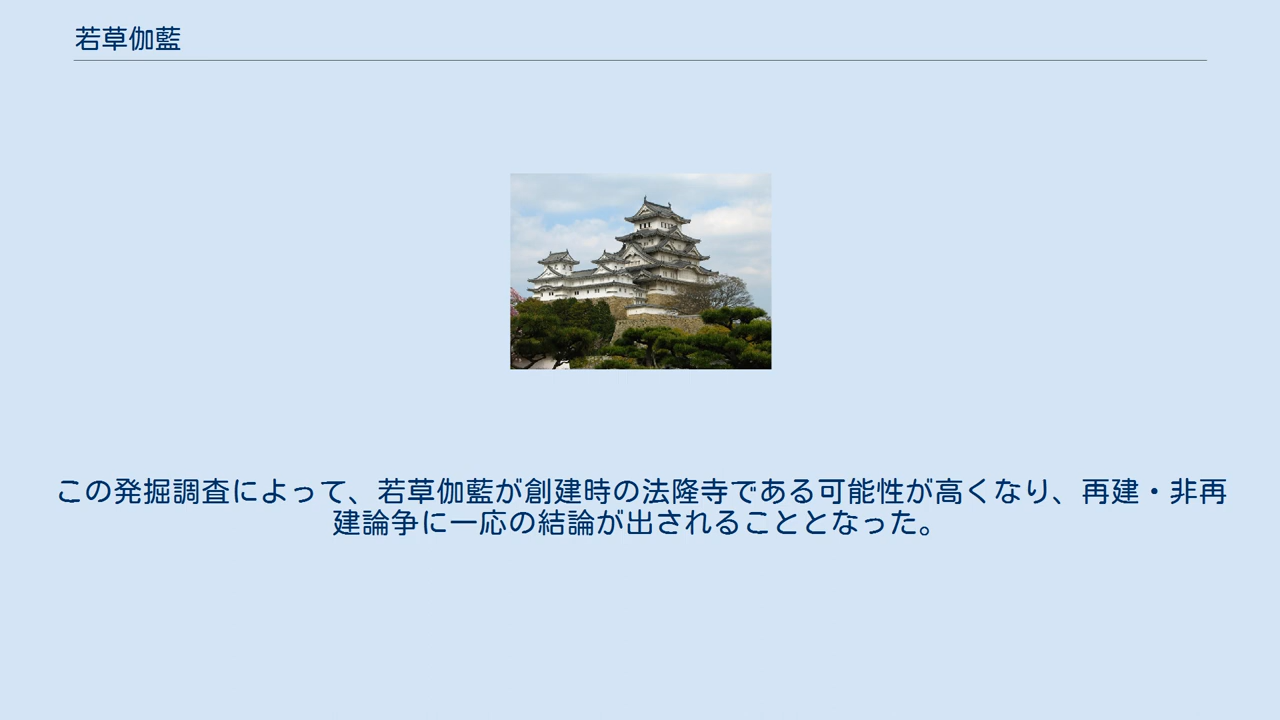 若草伽藍
この発掘調査によって、若草伽藍が創建時の法隆寺である可能性が高くなり、再建・非再
建論争に一応の結論が出されることとなった。